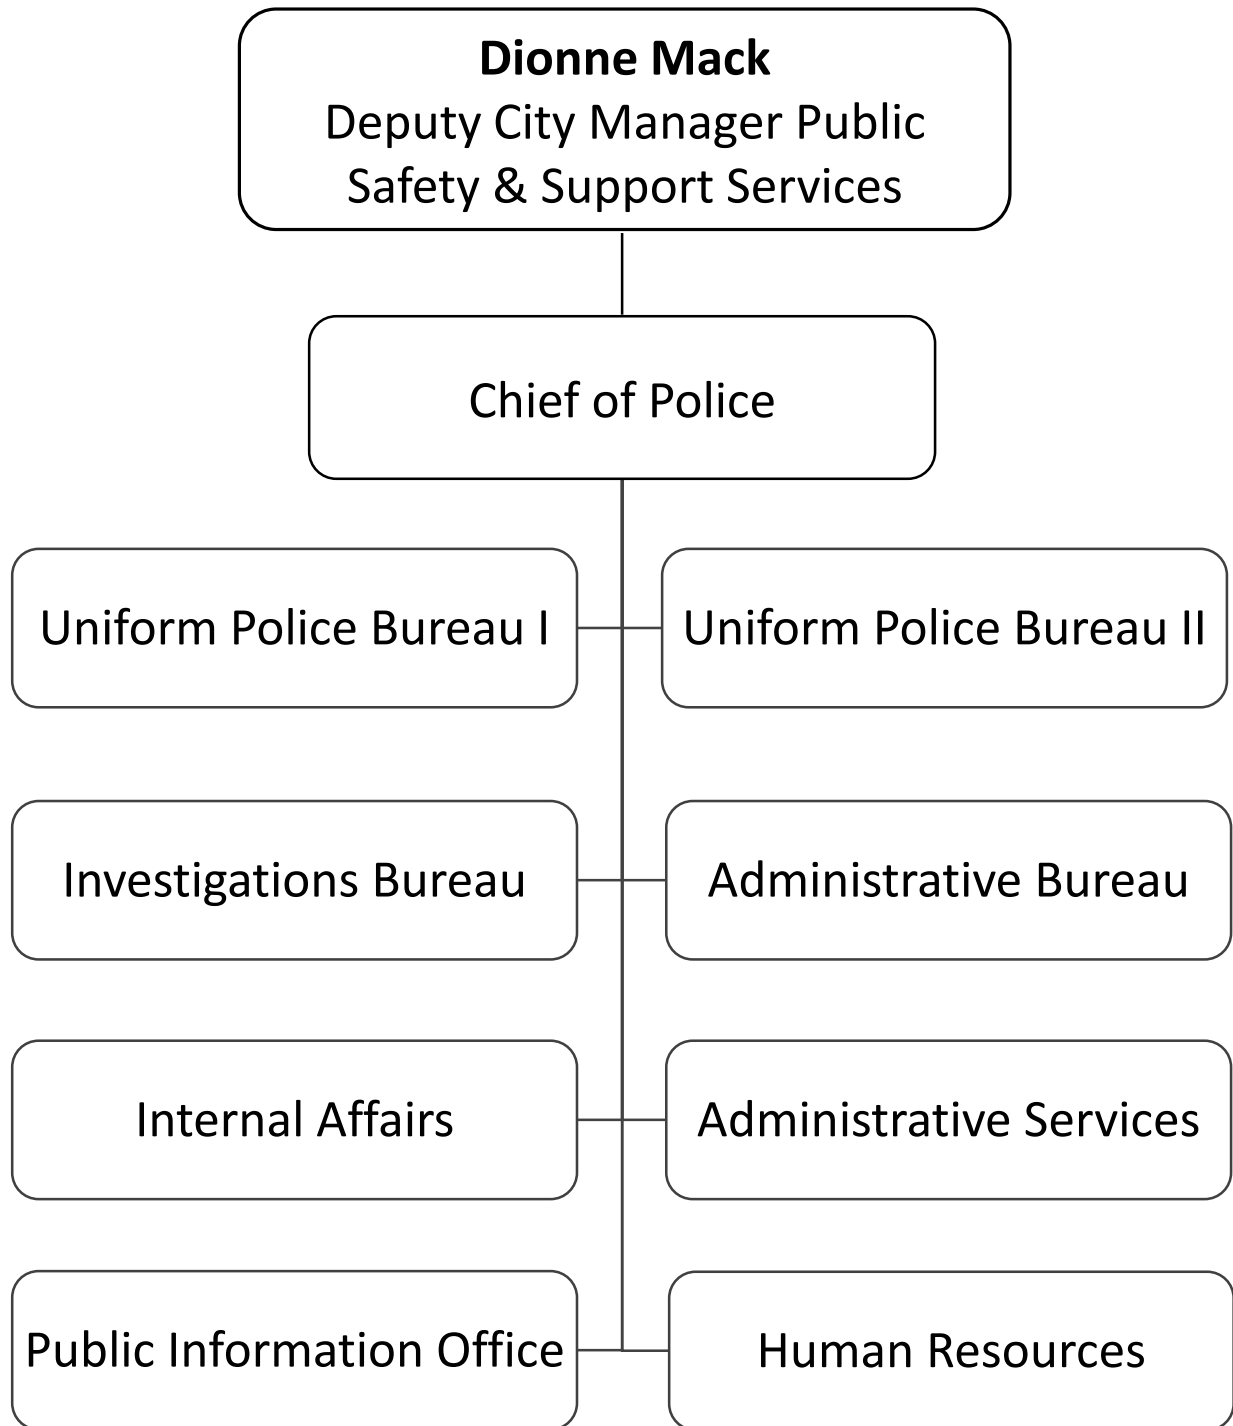 Dionne Mack
Deputy City Manager Public
Safety & Support Services
Chief of Police
Uniform Police Bureau I
Uniform Police Bureau II
Investigations Bureau
Administrative Bureau
Internal Affairs
Administrative Services
Public Information Office
Human Resources